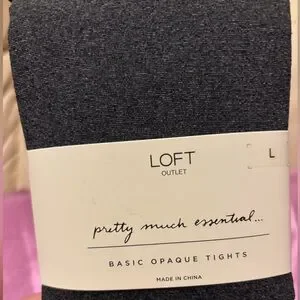 LOFT
OUTLET
L
pretty much essential...
BASIC OPAQUE TIGHTS
MADE IN CHINA